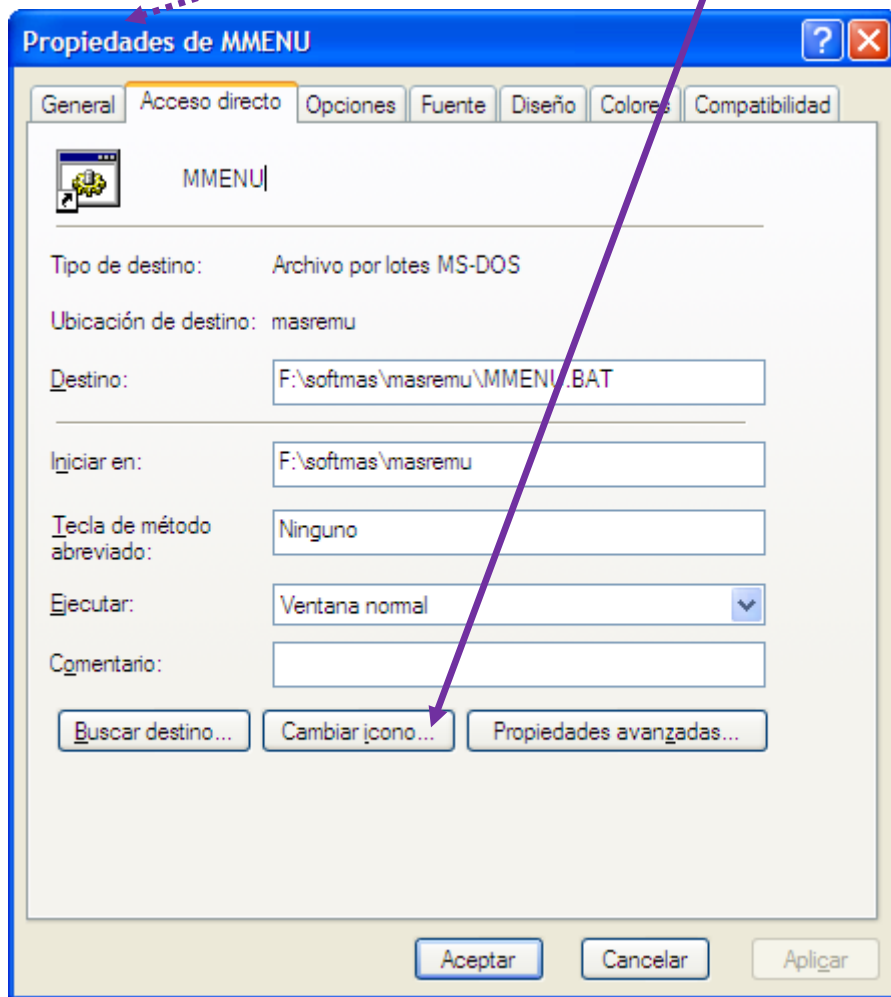 Propiedades de MMENU
General Acceso directo Opciones Fuente Diseño Colores Compatibilidad
MMENU
Tipo de destino: Archivo por lotes MS-DOS
Ubicación de destino: masremu
Destino: F:\softmas\masremu\MMENU.BAT
Iniciar en: F:\softmas\masremu
Tecla de método
abreviado: Ninguno
Ejecutar: Ventana normal
Comentario:
Buscar destino... Cambiar icono... Propiedades avanzadas...
Aceptar Cancelar Aplicar